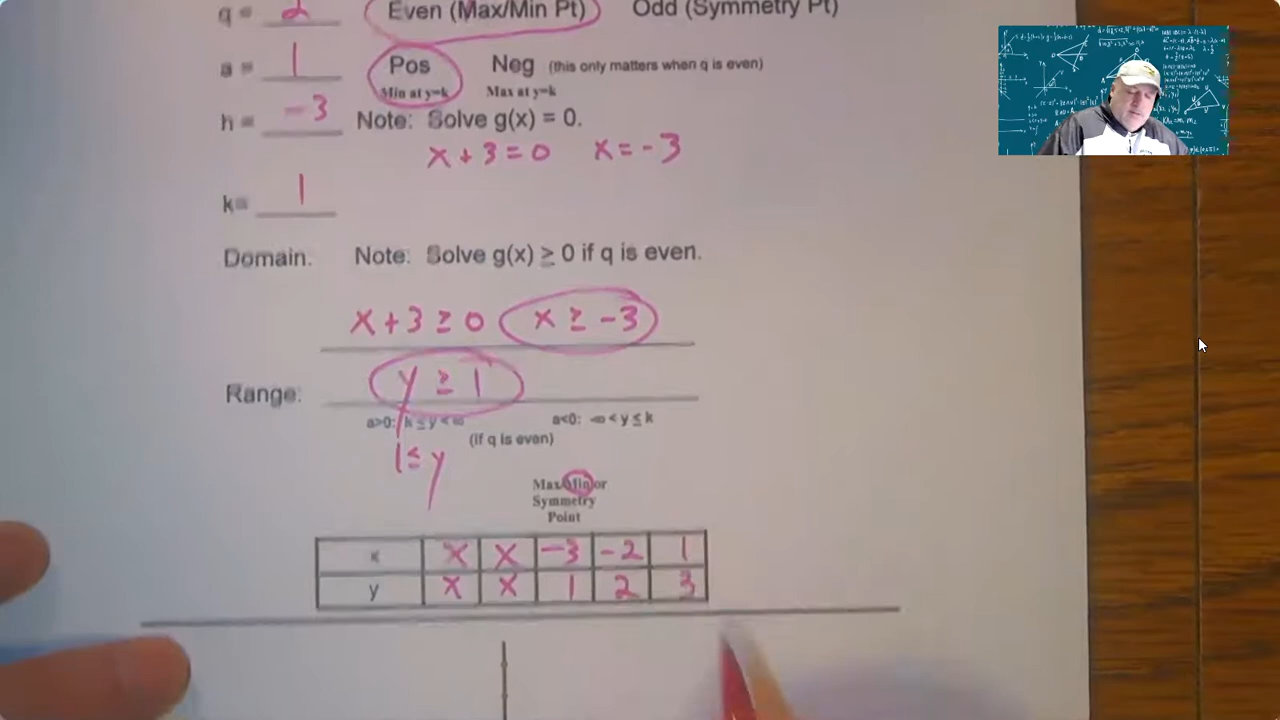 q = 2 Even (Max/Min Pt) Odd (Symmetry Pt)
a = 1 Pos Neg (this only matters when q is even)
Min at y=k Max at y=k
h = -3 Note: Solve g(x) = 0.
x + 3 = 0 x = -3
k= 1
Domain: Note: Solve g(x) ≥ 0 if q is even.
x + 3 ≥ 0 x ≥ -3
Range: y ≥ 1
a>0: k ≤ y < ∞ a<0: -∞ < y ≤ k
(if q is even)
1 ≤ y
Max/Min or
Symmetry
Point
x X X -3 -2 1
y X X 1 2 3